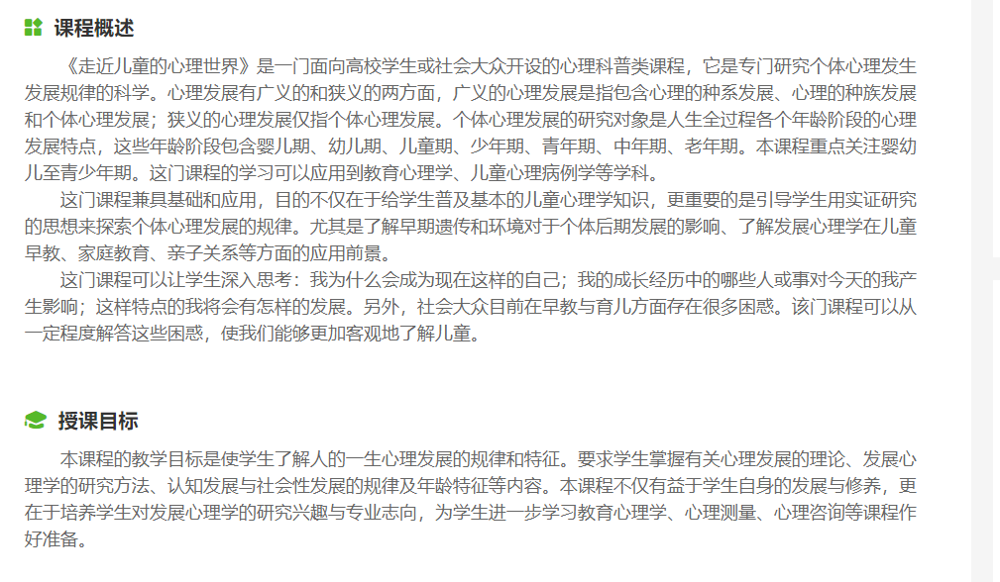 课程概述
《走近儿童的心理世界》是一门面向高校学生或社会大众开设的心理科普类课程，它是专门研究个体心理发生
发展规律的科学。心理发展有广义的和狭义的两方面，广义的心理发展是指包含心理的种系发展、心理的种族发展
和个体心理发展；狭义的心理发展仅指个体心理发展。个体心理发展的研究对象是人生全过程各个年龄阶段的心理
发展特点，这些年龄阶段包含婴儿期、幼儿期、儿童期、少年期、青年期、中年期、老年期。本课程重点关注婴幼
儿至青少年期。这门课程的学习可以应用到教育心理学、儿童心理病例学等学科。
这门课程兼具基础和应用，目的不仅在于给学生普及基本的儿童心理学知识，更重要的是引导学生用实证研究
的思想来探索个体心理发展的规律。尤其是了解早期遗传和环境对于个体后期发展的影响、了解发展心理学在儿童
早教、家庭教育、亲子关系等方面的应用前景。
这门课程可以让学生深入思考：我为什么会成为现在这样的自己；我的成长经历中的哪些人或事对今天的我产
生影响；这样特点的我将会有怎样的发展。另外，社会大众目前在早教与育儿方面存在很多困惑。该门课程可以从
一定程度解答这些困惑，使我们能够更加客观地了解儿童。
授课目标
本课程的教学目标是使学生了解人的一生心理发展的规律和特征。要求学生掌握有关心理发展的理论、发展心
理学的研究方法、认知发展与社会性发展的规律及年龄特征等内容。本课程不仅有益于学生自身的发展与修养，更
在于培养学生对发展心理学的研究兴趣与专业志向，为学生进一步学习教育心理学、心理测量、心理咨询等课程作
好准备。